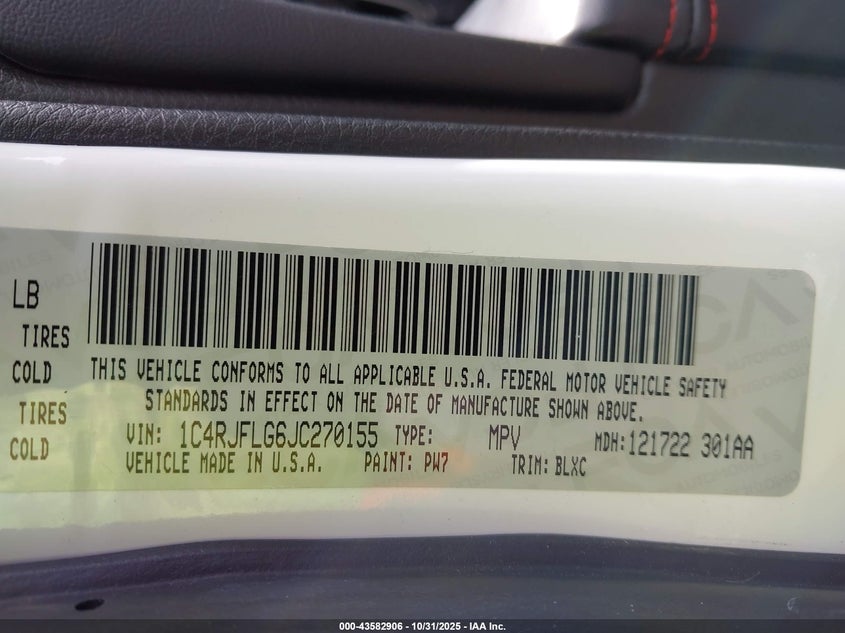 LB
TIRES
COLD
TIRES
COLD
THIS VEHICLE CONFORMS TO ALL APPLICABLE U.S.A. FEDERAL MOTOR VEHICLE SAFETY
STANDARDS IN EFFECT ON THE DATE OF MANUFACTURE SHOWN ABOVE.
VIN: 1C4RJFLG6JC270155 TYPE: MPV MDH:121722 301AA
VEHICLE MADE IN U.S.A. PAINT: PW7 TRIM: BLXC
000-43582906 - 10/31/2025 - IAA Inc.